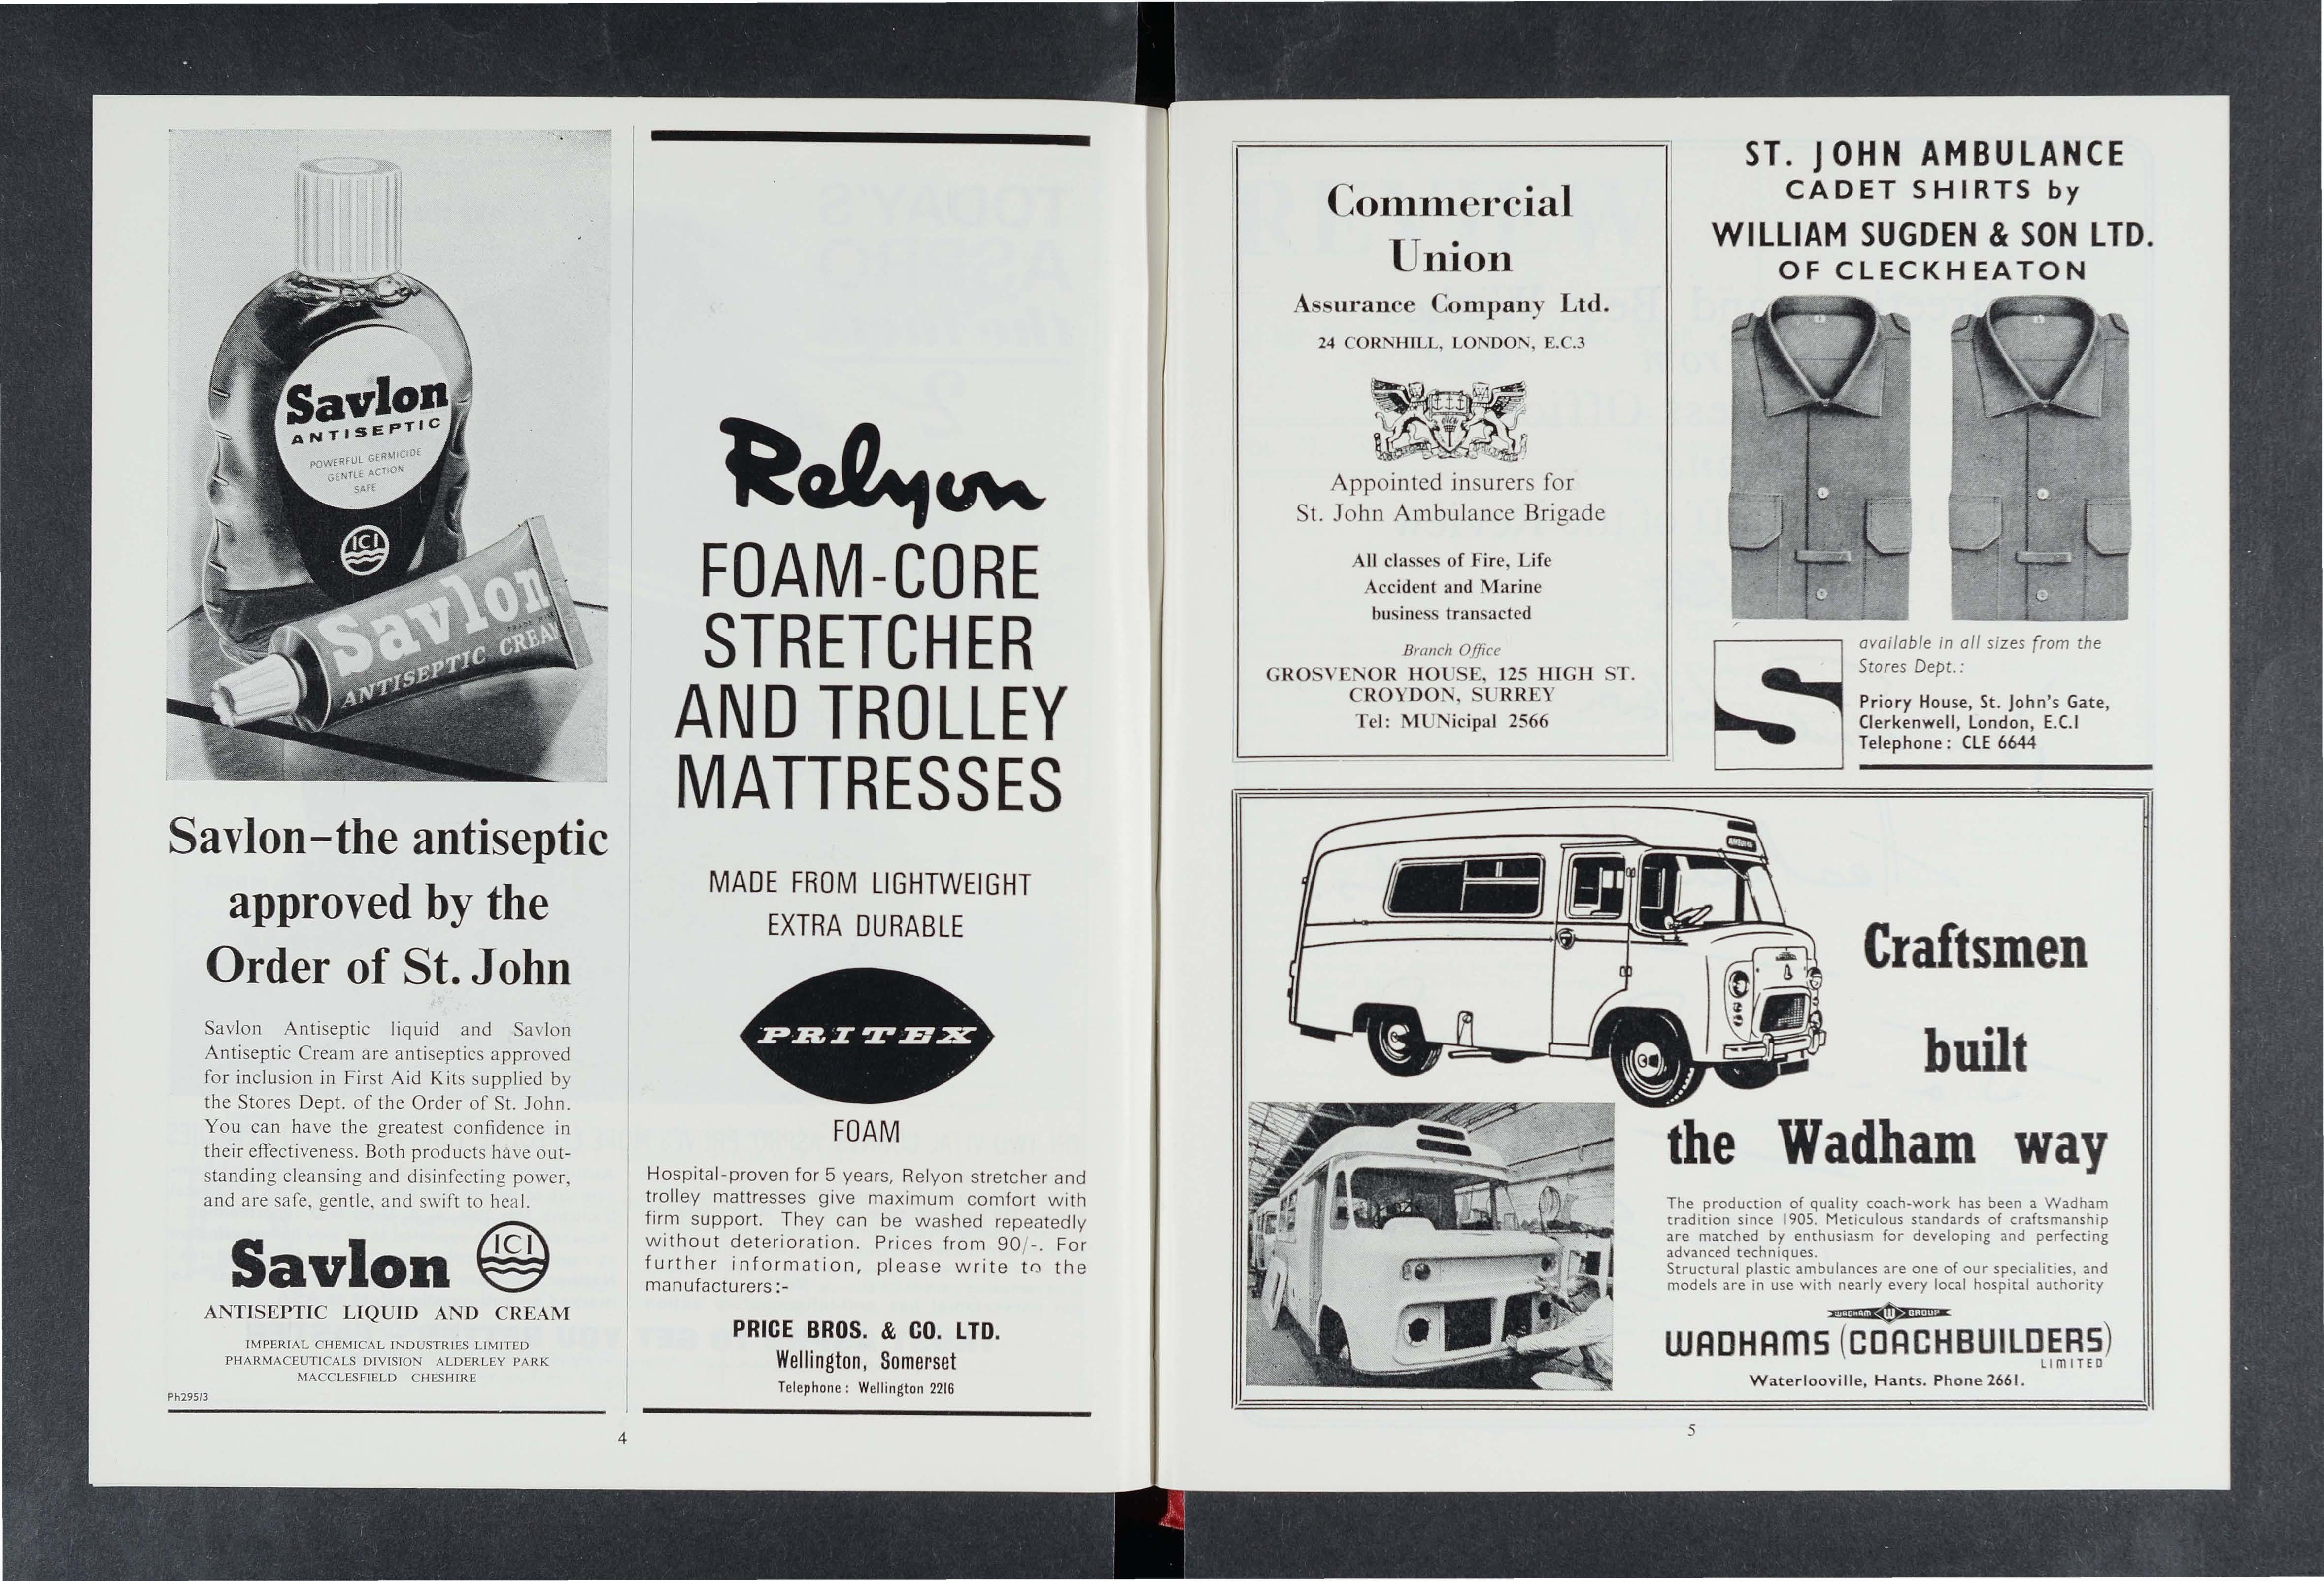 Savlon
ANTISEPTIC
POWERFUL GERMICIDE
GENTLE ACTION
SAFE
ICI
Savlon
TRADE MARK
ANTISEPTIC CREAM
Savlon–the antiseptic
approved by the
Order of St. John
Savlon Antiseptic liquid and Savlon
Antiseptic Cream are antiseptics approved
for inclusion in First Aid Kits supplied by
the Stores Dept. of the Order of St. John.
You can have the greatest confidence in
their effectiveness. Both products have out-
standing cleansing and disinfecting power,
and are safe, gentle, and swift to heal.
Savlon ICI
ANTISEPTIC LIQUID AND CREAM
IMPERIAL CHEMICAL INDUSTRIES LIMITED
PHARMACEUTICALS DIVISION ALDERLEY PARK
MACCLESFIELD CHESHIRE
Ph295/3
Relyon
FOAM-CORE
STRETCHER
AND TROLLEY
MATTRESSES
MADE FROM LIGHTWEIGHT
EXTRA DURABLE
PRITEX
FOAM
Hospital-proven for 5 years, Relyon stretcher and
trolley mattresses give maximum comfort with
firm support. They can be washed repeatedly
without deterioration. Prices from 90/-. For
further information, please write to the
manufacturers:-
PRICE BROS. & CO. LTD.
Wellington, Somerset
Telephone: Wellington 2216
4
Commercial
Union
Assurance Company Ltd.
24 CORNHILL, LONDON, E.C.3
Appointed insurers for
St. John Ambulance Brigade
All classes of Fire, Life
Accident and Marine
business transacted
Branch Office
GROSVENOR HOUSE, 125 HIGH ST.
CROYDON, SURREY
Tel: MUNicipal 2566
ST. JOHN AMBULANCE
CADET SHIRTS by
WILLIAM SUGDEN & SON LTD.
OF CLECKHEATON
S
available in all sizes from the
Stores Dept.:
Priory House, St. John's Gate,
Clerkenwell, London, E.C.1
Telephone: CLE 6644
Craftsmen
built
the Wadham way
The production of quality coach-work has been a Wadham
tradition since 1905. Meticulous standards of craftsmanship
are matched by enthusiasm for developing and perfecting
advanced techniques.
Structural plastic ambulances are one of our specialities, and
models are in use with nearly every local hospital authority
WADHAM W GROUP
WADHAMS (COACHBUILDERS)
LIMITED
Waterlooville, Hants. Phone 2661.
5